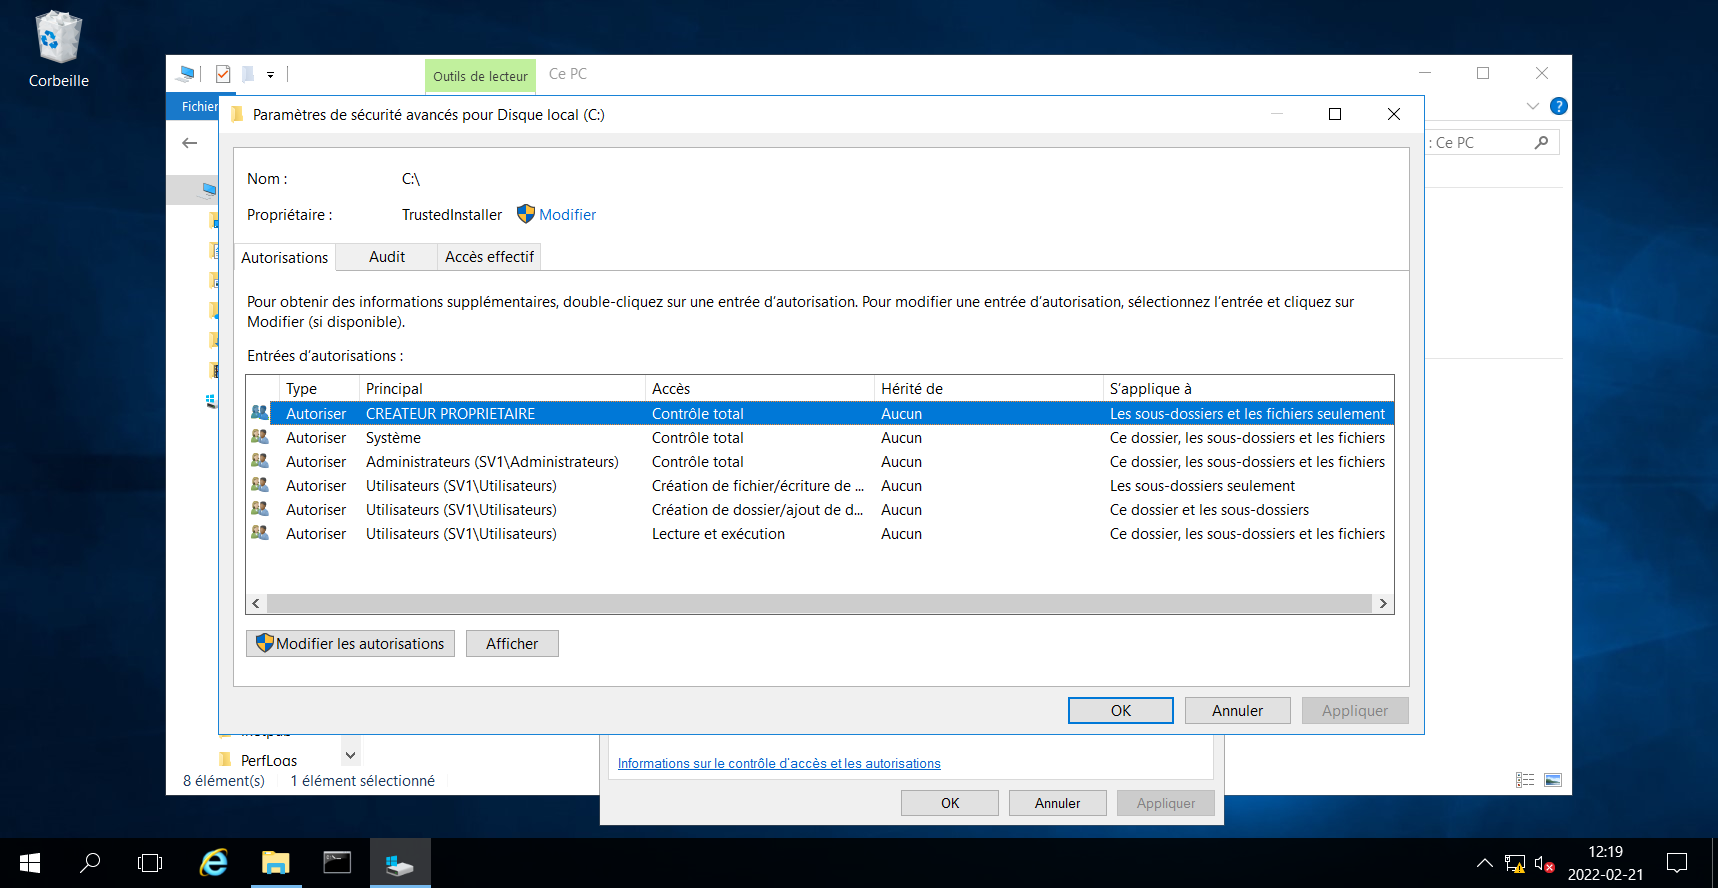 Corbeille
Outils de lecteur
Ce PC
Fichier
Paramètres de sécurité avancés pour Disque local (C:)
?
: Ce PC
Nom :
C:\
Propriétaire :
TrustedInstaller
Modifier
Autorisations
Audit
Accès effectif
Pour obtenir des informations supplémentaires, double-cliquez sur une entrée d'autorisation. Pour modifier une entrée d'autorisation, sélectionnez l'entrée et cliquez sur
Modifier (si disponible).
Entrées d'autorisations :
Type Principal Accès Hérité de S'applique à
Autoriser CREATEUR PROPRIETAIRE Contrôle total Aucun Les sous-dossiers et les fichiers seulement
Autoriser Système Contrôle total Aucun Ce dossier, les sous-dossiers et les fichiers
Autoriser Administrateurs (SV1\Administrateurs) Contrôle total Aucun Ce dossier, les sous-dossiers et les fichiers
Autoriser Utilisateurs (SV1\Utilisateurs) Création de fichier/écriture de ... Aucun Les sous-dossiers seulement
Autoriser Utilisateurs (SV1\Utilisateurs) Création de dossier/ajout de d... Aucun Ce dossier et les sous-dossiers
Autoriser Utilisateurs (SV1\Utilisateurs) Lecture et exécution Aucun Ce dossier, les sous-dossiers et les fichiers
Modifier les autorisations
Afficher
OK
Annuler
Appliquer
PerfLogs
8 élément(s)
1 élément sélectionné
Informations sur le contrôle d'accès et les autorisations
OK
Annuler
Appliquer
12:19
2022-02-21